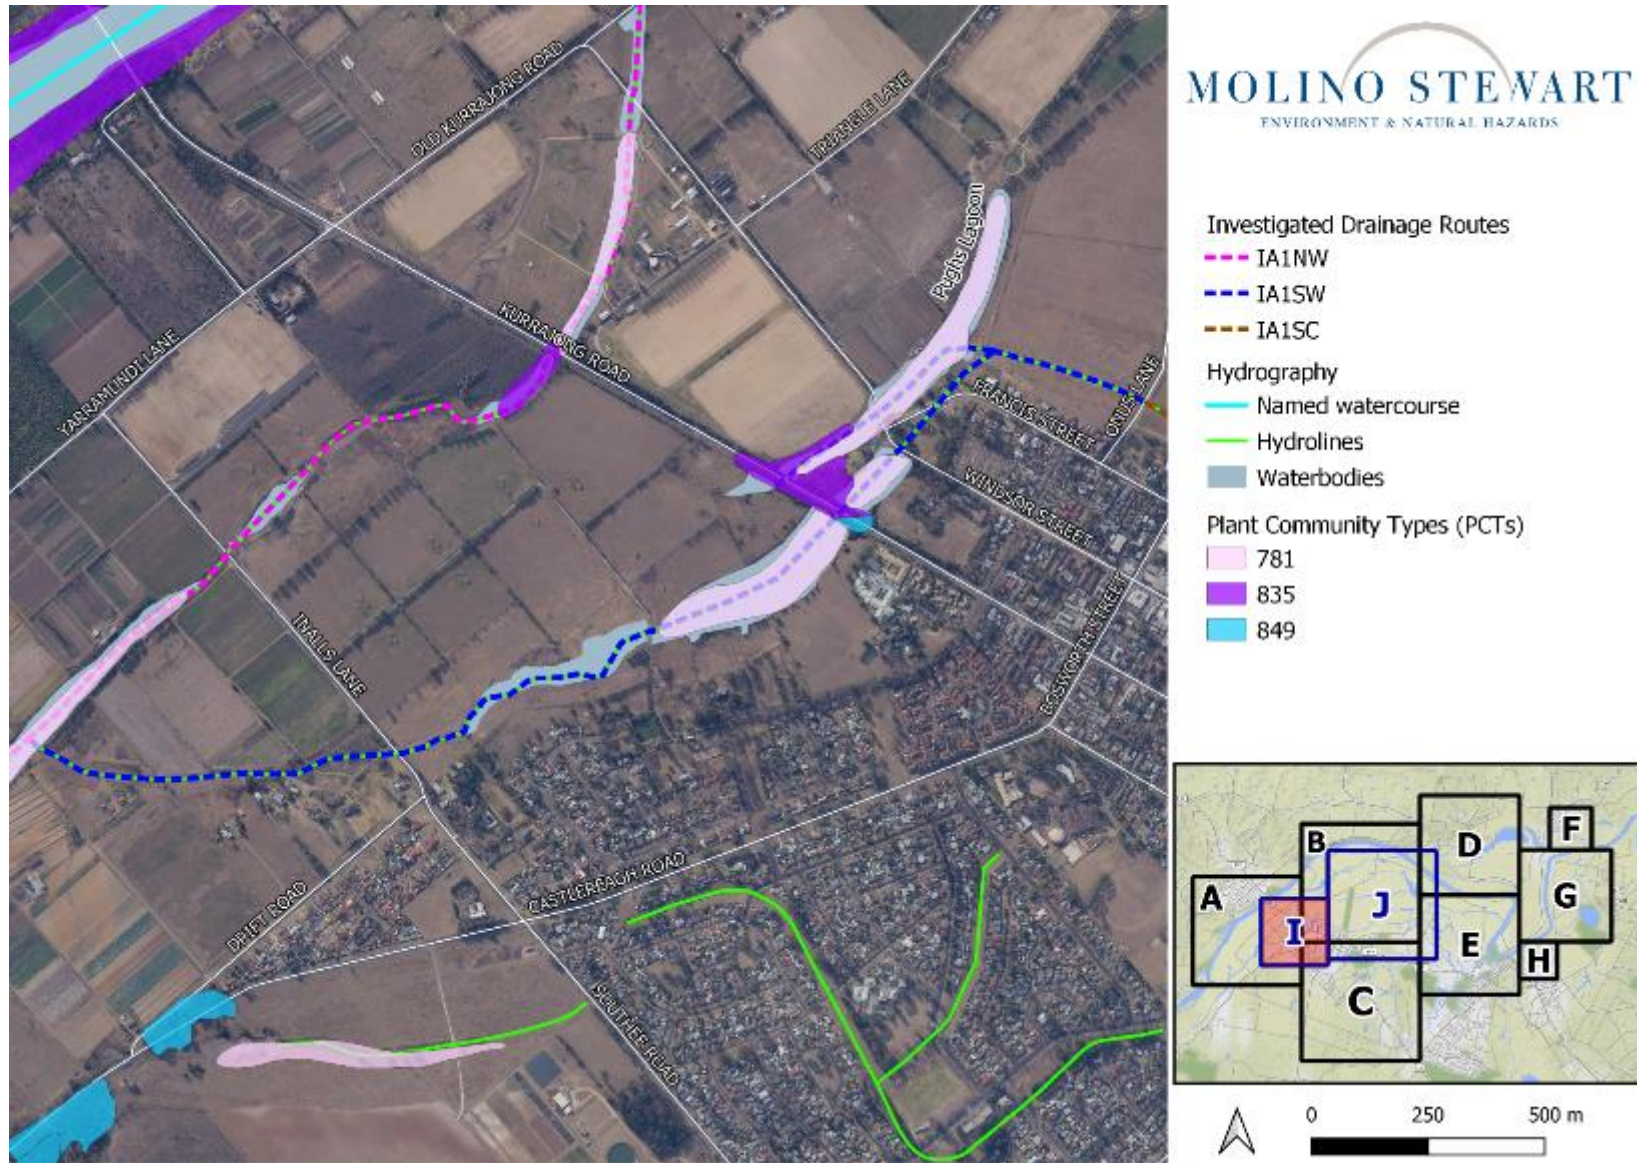 OLD KURRAJONG ROAD
TRIANGLE LANE
Pughs Lagoon
KURRAJONG ROAD
YARRAMUNDI LANE
FRANCIS STREET
ONUS LANE
WINDSOR STREET
INALLS LANE
BOSWORTH STREET
CASTLEREAGH ROAD
DRIFT ROAD
SOUTHEE ROAD
MOLINO STEWART
ENVIRONMENT & NATURAL HAZARDS
Investigated Drainage Routes
IA1NW
IA1SW
IA1SC
Hydrography
Named watercourse
Hydrolines
Waterbodies
Plant Community Types (PCTs)
781
835
849
B
D
F
A
J
G
I
E
H
C
0 250 500 m